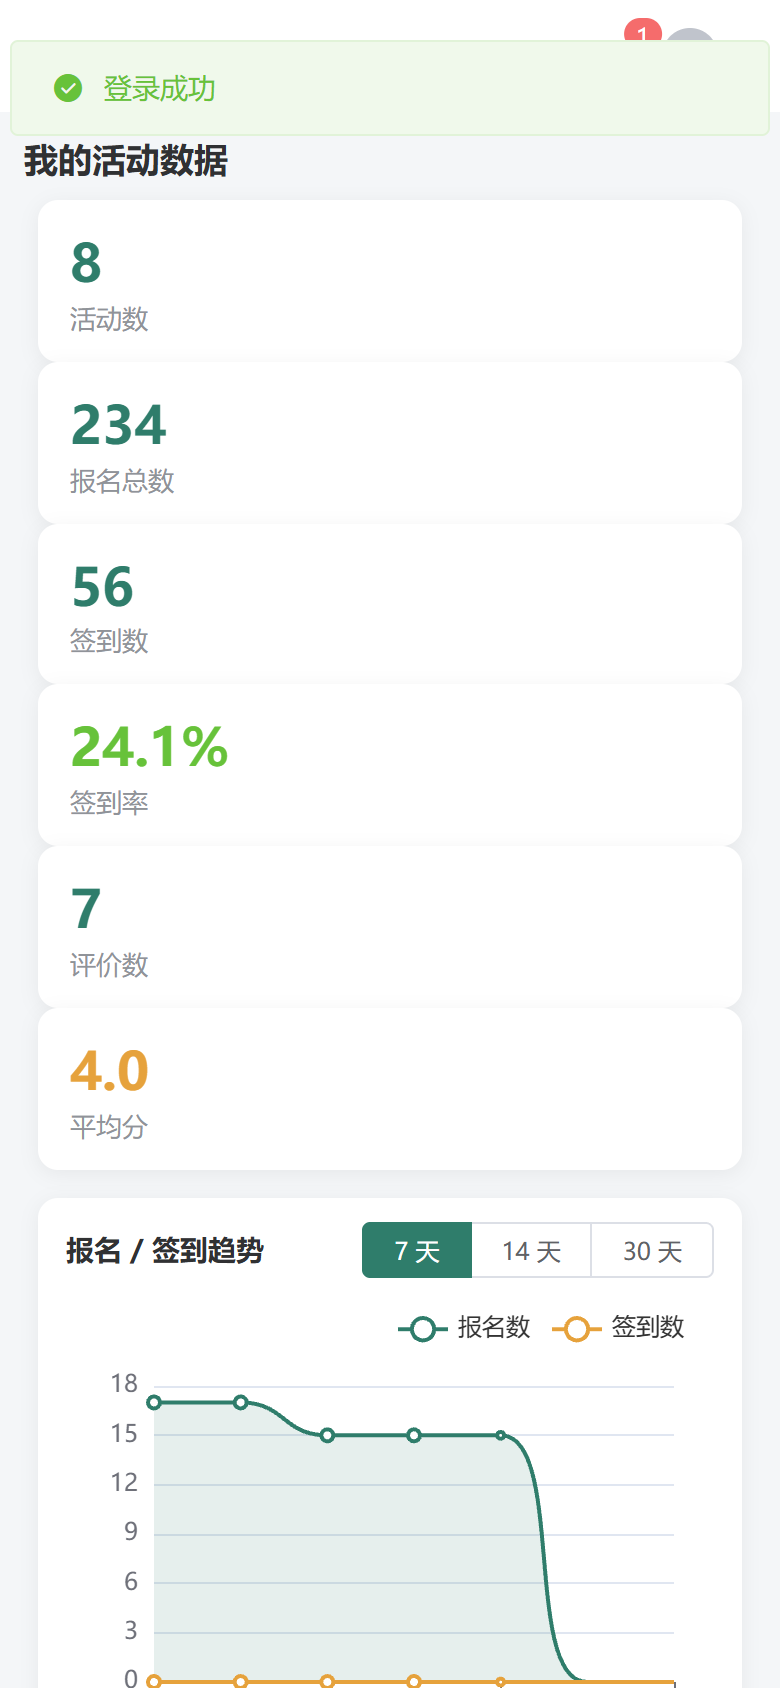 1
登录成功
我的活动数据
8
活动数
234
报名总数
56
签到数
24.1%
签到率
7
评价数
4.0
平均分
报名 / 签到趋势
7 天
14 天
30 天
报名数
签到数
18
15
12
9
6
3
0